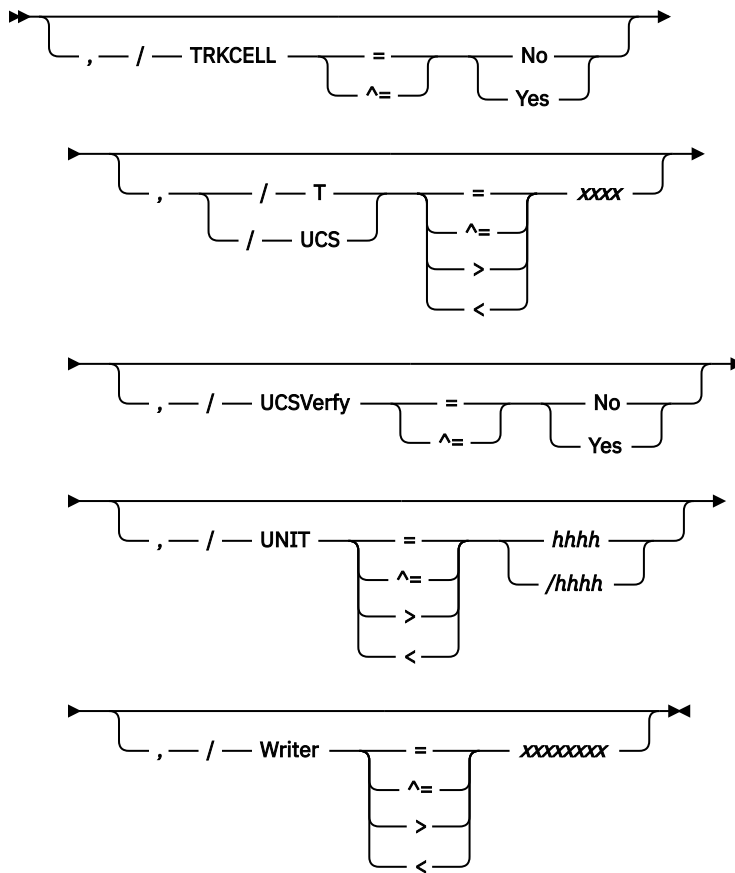 , / TRKCELL = No
^= Yes
, / T = xxxx
/ UCS ^=
>
<
, / UCSVerfy = No
^= Yes
, / UNIT = hhhh
^= /hhhh
>
<
, / Writer = xxxxxxxx
^=
>
<